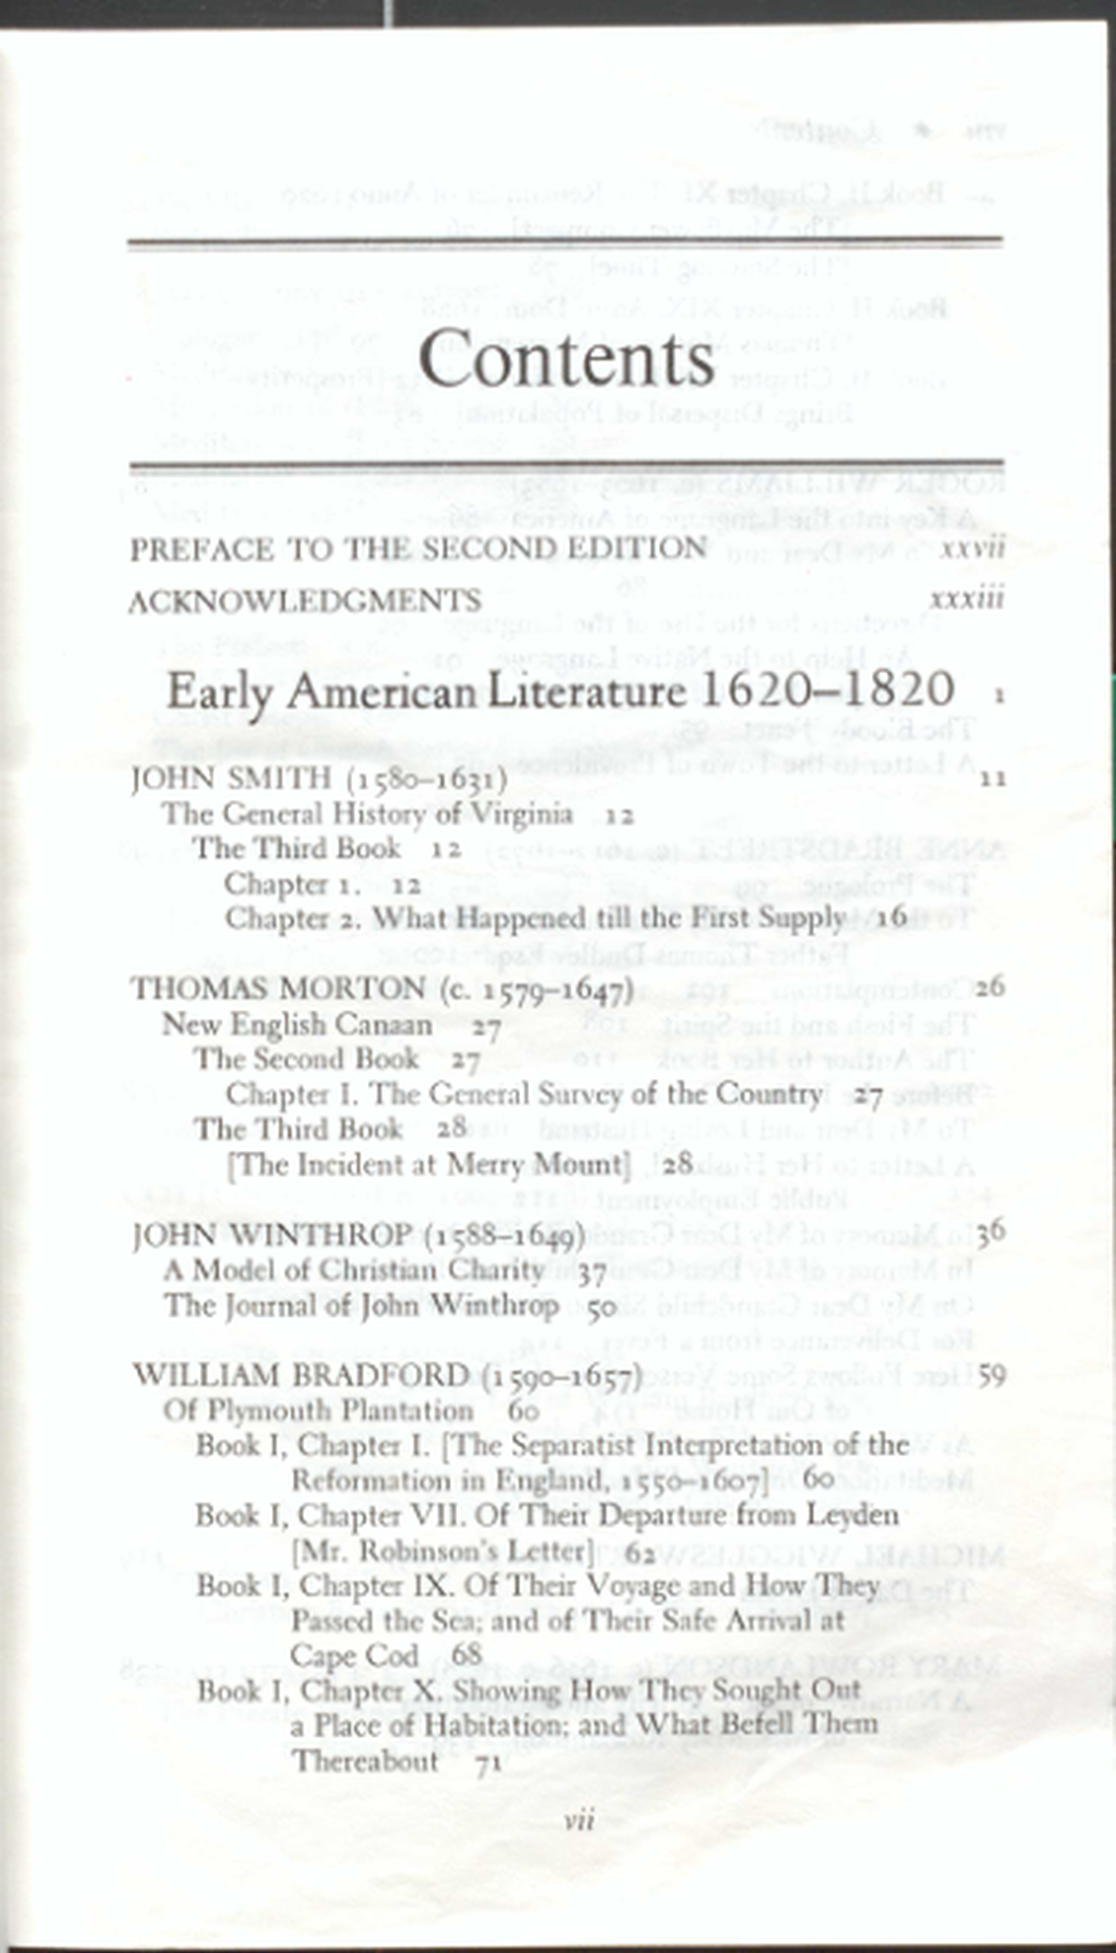 Contents
PREFACE TO THE SECOND EDITION xxvii
ACKNOWLEDGMENTS xxxiii
Early American Literature 1620–1820 1
JOHN SMITH (1580–1631) 11
The General History of Virginia 12
The Third Book 12
Chapter 1. 12
Chapter 2. What Happened till the First Supply 16
THOMAS MORTON (c. 1579–1647) 26
New English Canaan 27
The Second Book 27
Chapter I. The General Survey of the Country 27
The Third Book 28
[The Incident at Merry Mount] 28
JOHN WINTHROP (1588–1649) 36
A Model of Christian Charity 37
The Journal of John Winthrop 50
WILLIAM BRADFORD (1590–1657) 59
Of Plymouth Plantation 60
Book I, Chapter I. [The Separatist Interpretation of the
Reformation in England, 1550–1607] 60
Book I, Chapter VII. Of Their Departure from Leyden
[Mr. Robinson's Letter] 62
Book I, Chapter IX. Of Their Voyage and How They
Passed the Sea; and of Their Safe Arrival at
Cape Cod 68
Book I, Chapter X. Showing How They Sought Out
a Place of Habitation; and What Befell Them
Thereabout 71
vii